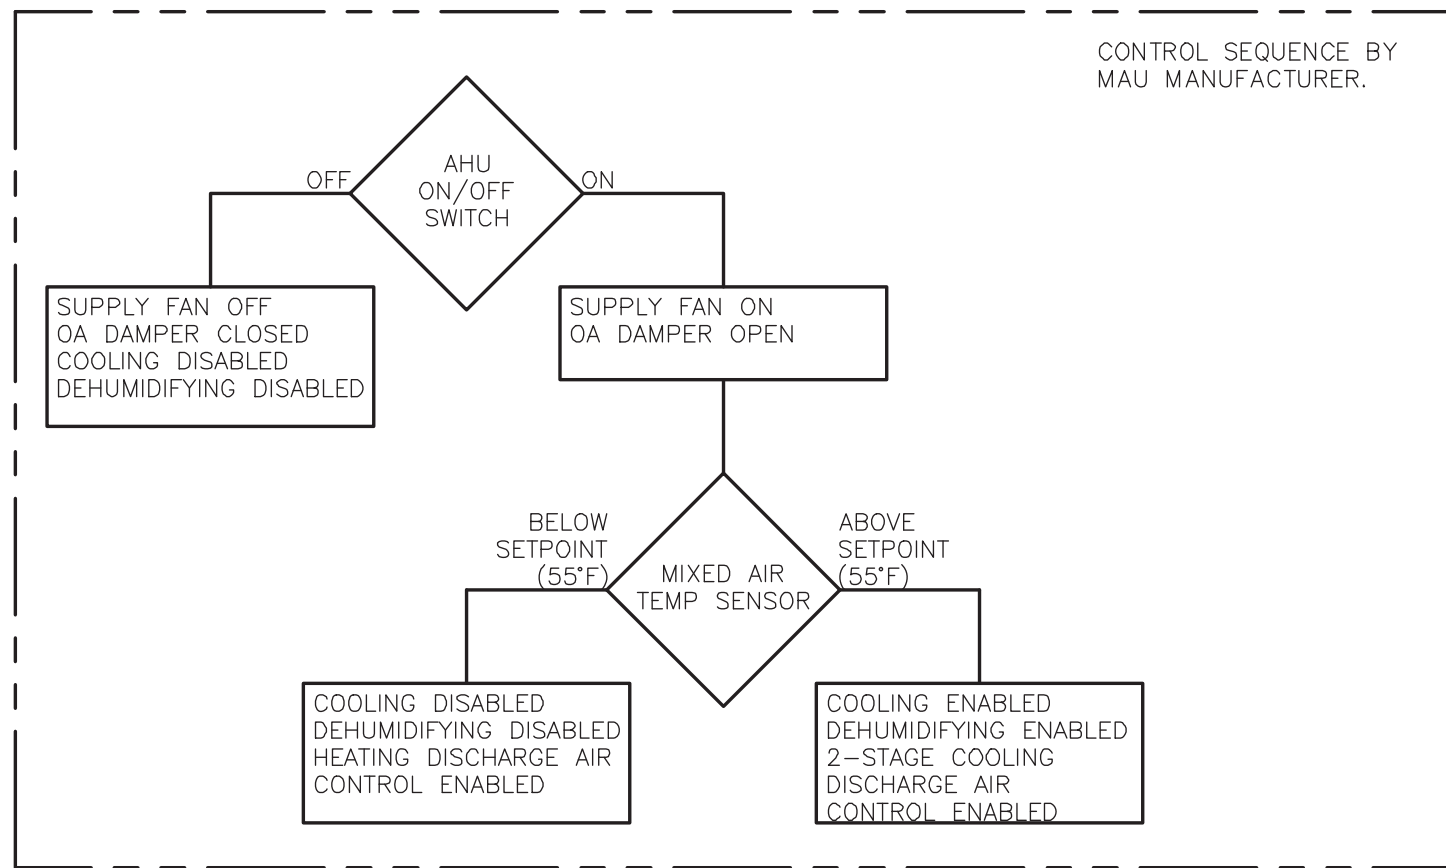 CONTROL SEQUENCE BY
MAU MANUFACTURER.
AHU
ON/OFF
SWITCH
OFF
ON
SUPPLY FAN OFF
OA DAMPER CLOSED
COOLING DISABLED
DEHUMIDIFYING DISABLED
SUPPLY FAN ON
OA DAMPER OPEN
BELOW
SETPOINT
(55°F)
MIXED AIR
TEMP SENSOR
ABOVE
SETPOINT
(55°F)
COOLING DISABLED
DEHUMIDIFYING DISABLED
HEATING DISCHARGE AIR
CONTROL ENABLED
COOLING ENABLED
DEHUMIDIFYING ENABLED
2-STAGE COOLING
DISCHARGE AIR
CONTROL ENABLED